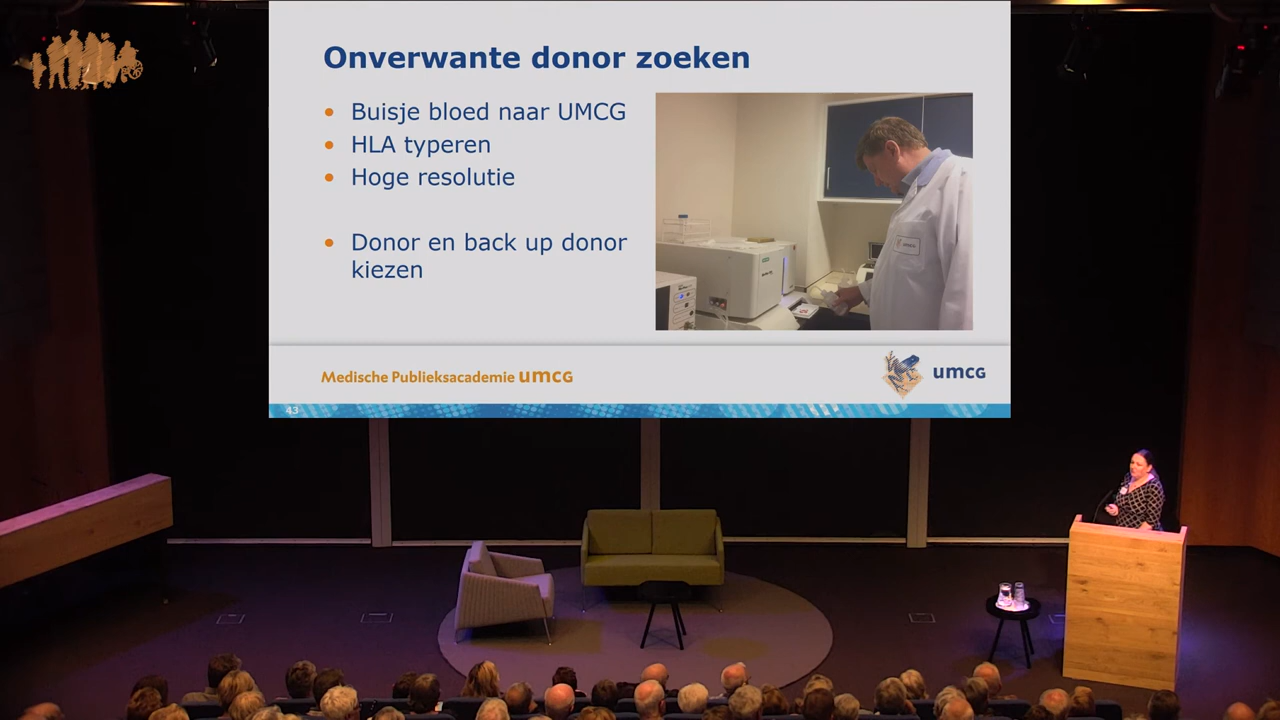 Onverwante donor zoeken
Buisje bloed naar UMCG
HLA typeren
Hoge resolutie
Donor en back up donor
kiezen
Medische Publieksacademie umcg
umcg
43